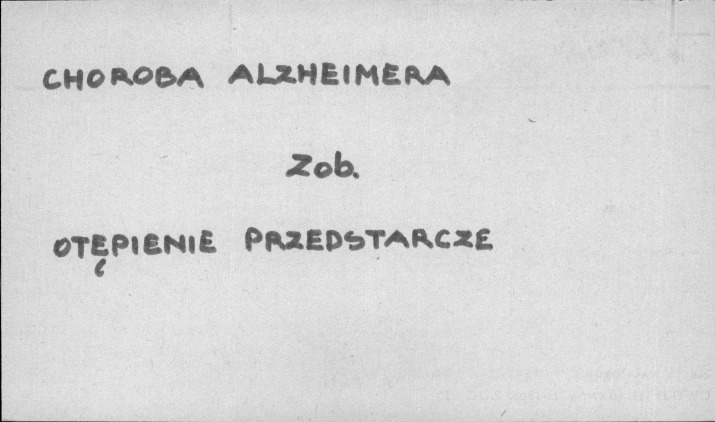 CHOROBA ALZHEIMERA
Zob.
OTĘPIENIE PRZEDSTARCZE